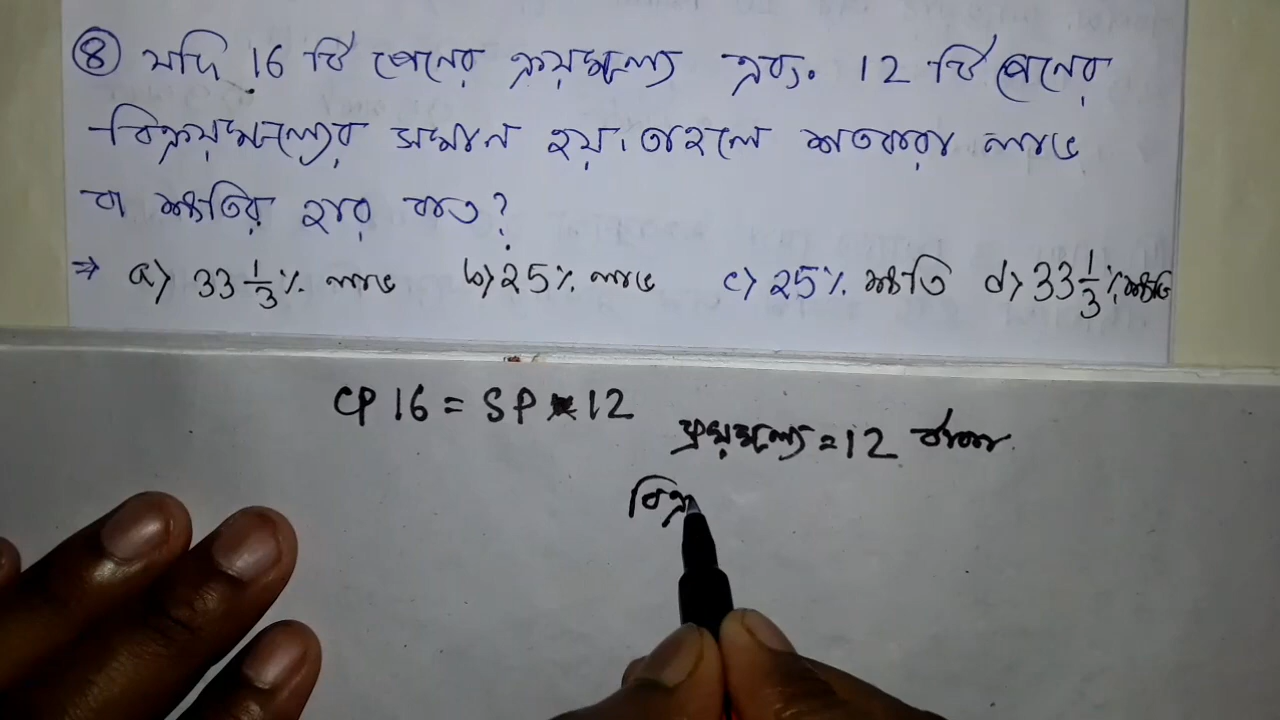 ⑧ যদি 16 টি পেনের ক্রয়মূল্য এবং 12 টি পেনের
বিক্রয়মূল্যের সমান হয়, তাহলে শতকরা লাভ
বা ক্ষতির হার কত?
⇒ a) 33 1/3 % লাভ b) 25% লাভ c) 25% ক্ষতি d) 33 1/3 % ক্ষতি
CP 16 = SP 12
ক্রয়মূল্য = 12 টাকা
বিক্র